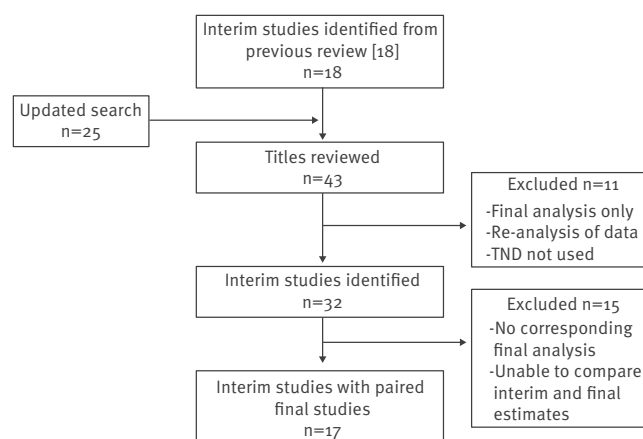 Interim studies identified from
previous review [18]
n=18
Updated search
n=25
Titles reviewed
n=43
Excluded n=11
-Final analysis only
-Re-analysis of data
-TND not used
Interim studies identified
n=32
Excluded n=15
-No corresponding
final analysis
-Unable to compare
interim and final
estimates
Interim studies with paired
final studies
n=17